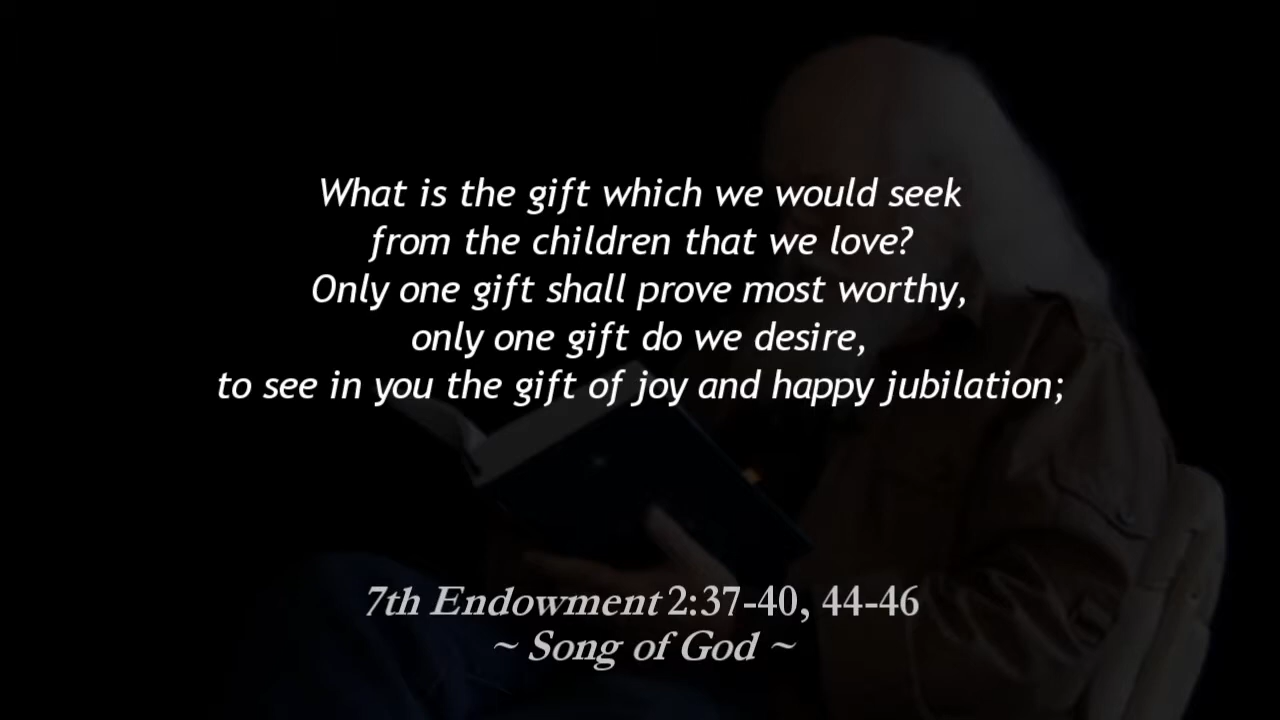 What is the gift which we would seek
from the children that we love?
Only one gift shall prove most worthy,
only one gift do we desire,
to see in you the gift of joy and happy jubilation;
7th Endowment 2:37-40, 44-46
~ Song of God ~